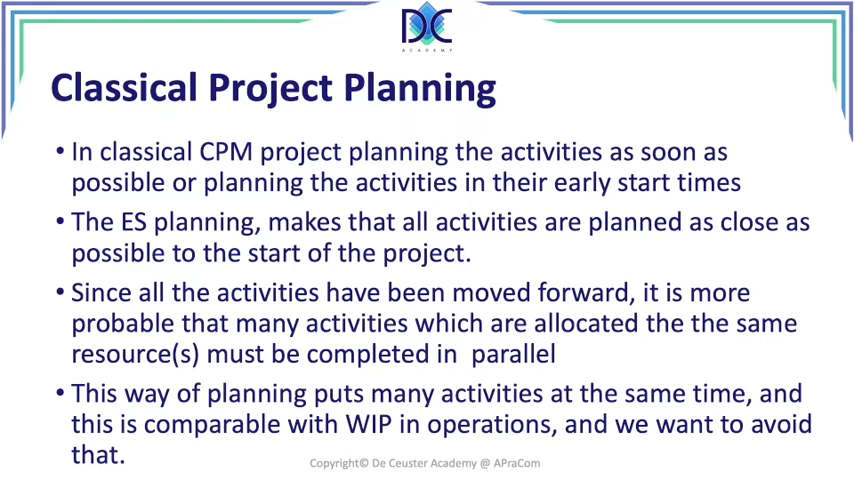 DC
ACADEMY
Classical Project Planning
• In classical CPM project planning the activities as soon as
possible or planning the activities in their early start times
• The ES planning, makes that all activities are planned as close as
possible to the start of the project.
• Since all the activities have been moved forward, it is more
probable that many activities which are allocated the the same
resource(s) must be completed in  parallel
• This way of planning puts many activities at the same time, and
this is comparable with WIP in operations, and we want to avoid
that.
Copyright© De Ceuster Academy @ APraCom